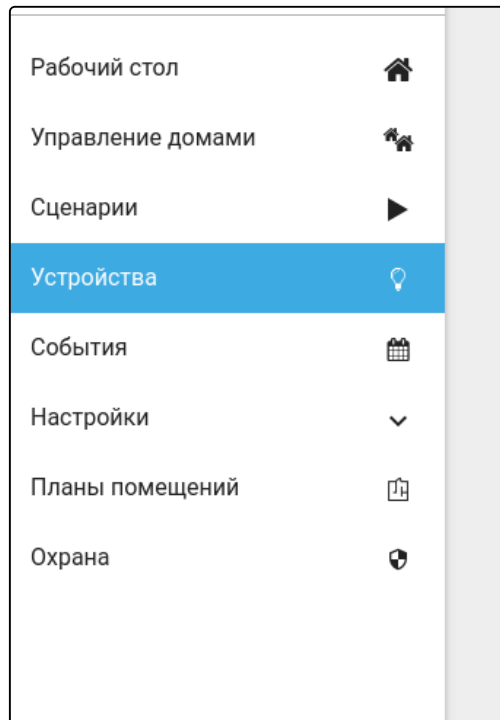 Рабочий стол
Управление домами
Сценарии
Устройства
События
Настройки
Планы помещений
Охрана